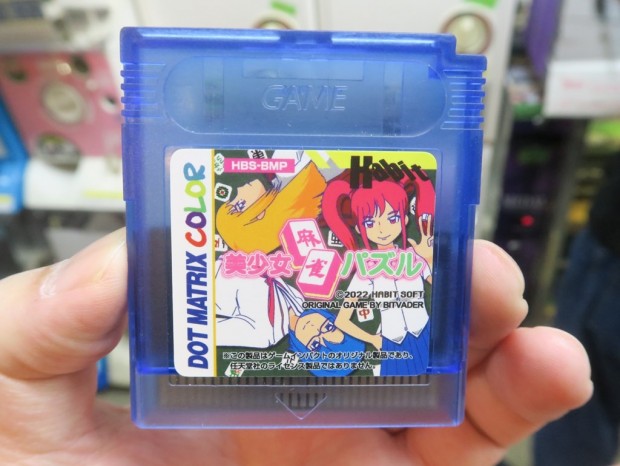 GAME
DOT MATRIX COLOR
HBS-BMP
Habit
美少女麻雀パズル
© 2022 HABIT SOFT
ORIGINAL GAME BY BITVADER
※この製品はゲームインパクトのオリジナル製品であり、
任天堂社のライセンス製品ではありません。
中